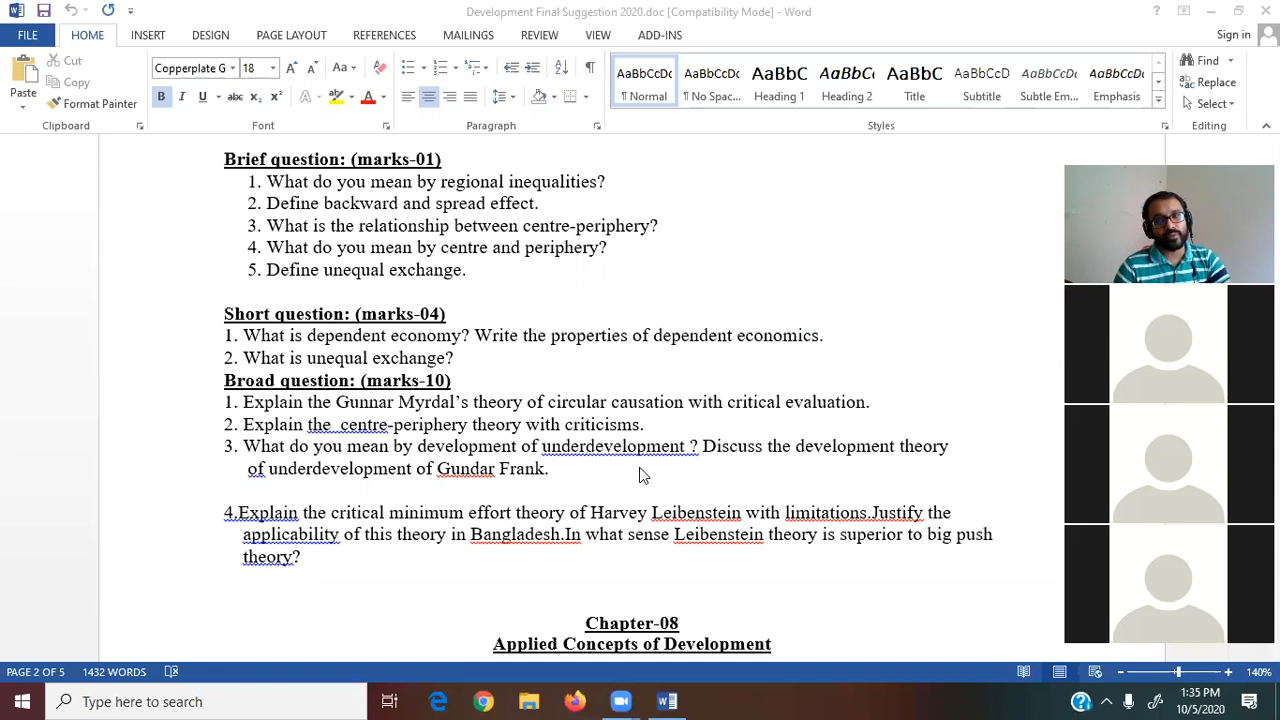 Development Final Suggestion 2020.doc [Compatibility Mode] - Word
Sign in
FILE HOME INSERT DESIGN PAGE LAYOUT REFERENCES MAILINGS REVIEW VIEW ADD-INS
Cut
Copy
Format Painter
Paste
Clipboard
Copperplate G 18
Font
Paragraph
AaBbCcDc AaBbCcDc AaBbC AaBbCc AaBbC AaBbCcDc AaBbCcDc AaBbCcDc
¶ Normal ¶ No Spac... Heading 1 Heading 2 Title Subtitle Subtle Em... Emphasis
Styles
Find
Replace
Select
Editing
Brief question: (marks-01)
1. What do you mean by regional inequalities?
2. Define backward and spread effect.
3. What is the relationship between centre-periphery?
4. What do you mean by centre and periphery?
5. Define unequal exchange.
Short question: (marks-04)
1. What is dependent economy? Write the properties of dependent economics.
2. What is unequal exchange?
Broad question: (marks-10)
1. Explain the Gunnar Myrdal’s theory of circular causation with critical evaluation.
2. Explain the  centre-periphery theory with criticisms.
3. What do you mean by development of underdevelopment ? Discuss the development theory
of underdevelopment of Gundar Frank.
4.Explain the critical minimum effort theory of Harvey Leibenstein with limitations.Justify the
applicability of this theory in Bangladesh.In what sense Leibenstein theory is superior to big push
theory?
Chapter-08
Applied Concepts of Development
PAGE 2 OF 5 1432 WORDS 140%
Type here to search
1:35 PM
10/5/2020